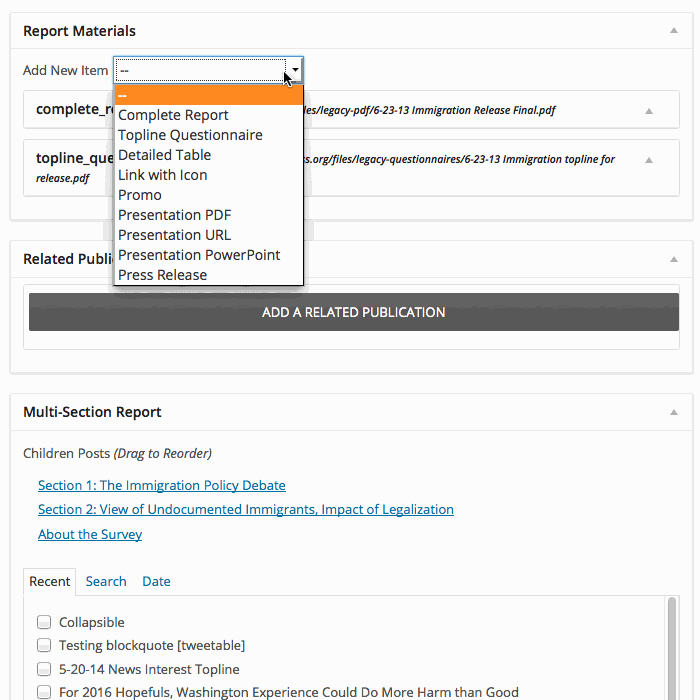 Report Materials
Add New Item --
--
Complete Report
Topline Questionnaire
Detailed Table
Link with Icon
Promo
Presentation PDF
Presentation URL
Presentation PowerPoint
Press Release
complete_r les/legacy-pdf/6-23-13 Immigration Release Final.pdf
topline_que s.org/files/legacy-questionnaires/6-23-13 Immigration topline for
release.pdf
Related Publi
ADD A RELATED PUBLICATION
Multi-Section Report
Children Posts (Drag to Reorder)
Section 1: The Immigration Policy Debate
Section 2: View of Undocumented Immigrants, Impact of Legalization
About the Survey
Recent Search Date
Collapsible
Testing blockquote [tweetable]
5-20-14 News Interest Topline
For 2016 Hopefuls, Washington Experience Could Do More Harm than Good